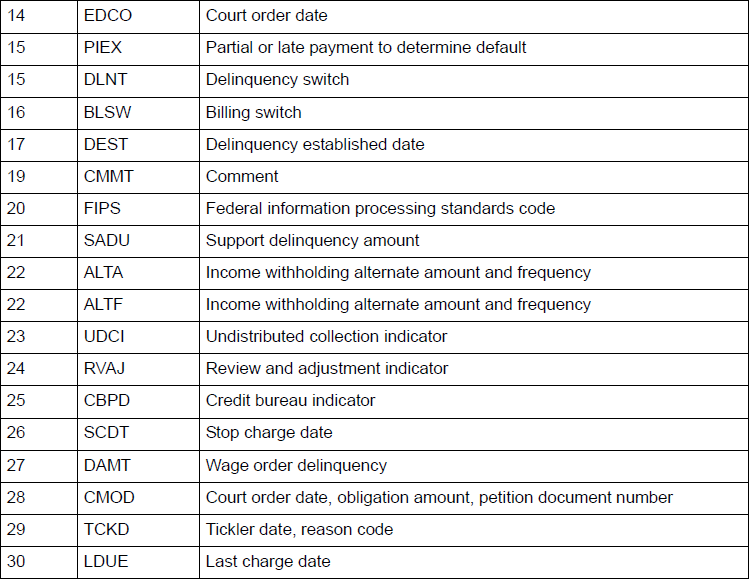 14 EDCO Court order date
15 PIEX Partial or late payment to determine default
15 DLNT Delinquency switch
16 BLSW Billing switch
17 DEST Delinquency established date
19 CMMT Comment
20 FIPS Federal information processing standards code
21 SADU Support delinquency amount
22 ALTA Income withholding alternate amount and frequency
22 ALTF Income withholding alternate amount and frequency
23 UDCI Undistributed collection indicator
24 RVAJ Review and adjustment indicator
25 CBPD Credit bureau indicator
26 SCDT Stop charge date
27 DAMT Wage order delinquency
28 CMOD Court order date, obligation amount, petition document number
29 TCKD Tickler date, reason code
30 LDUE Last charge date